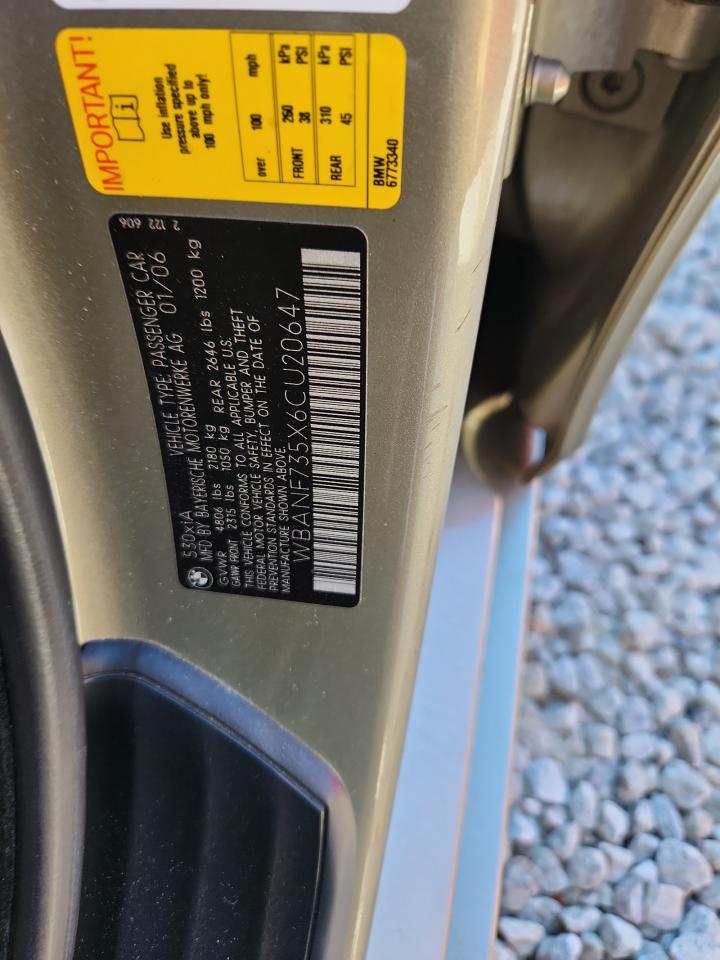 IMPORTANT!
i
Use inflation
pressure specified
above up to
100 mph only!
over 100 mph
FRONT 260 kPa
38 PSI
REAR 310 kPa
45 PSI
BMW
6773340
2 122 606
530xiA VEHICLE TYPE: PASSENGER CAR
MFD BY BAYERISCHE MOTORENWERKE AG 01/06
GVWR 4806 lbs 2180 kg REAR 2646 lbs 1200 kg
GAWR FRONT 2315 lbs 1050 kg
THIS VEHICLE CONFORMS TO ALL APPLICABLE U.S.
FEDERAL MOTOR VEHICLE SAFETY, BUMPER AND THEFT
PREVENTION STANDARDS IN EFFECT ON THE DATE OF
MANUFACTURE SHOWN ABOVE.
WBANF735X6CU20647